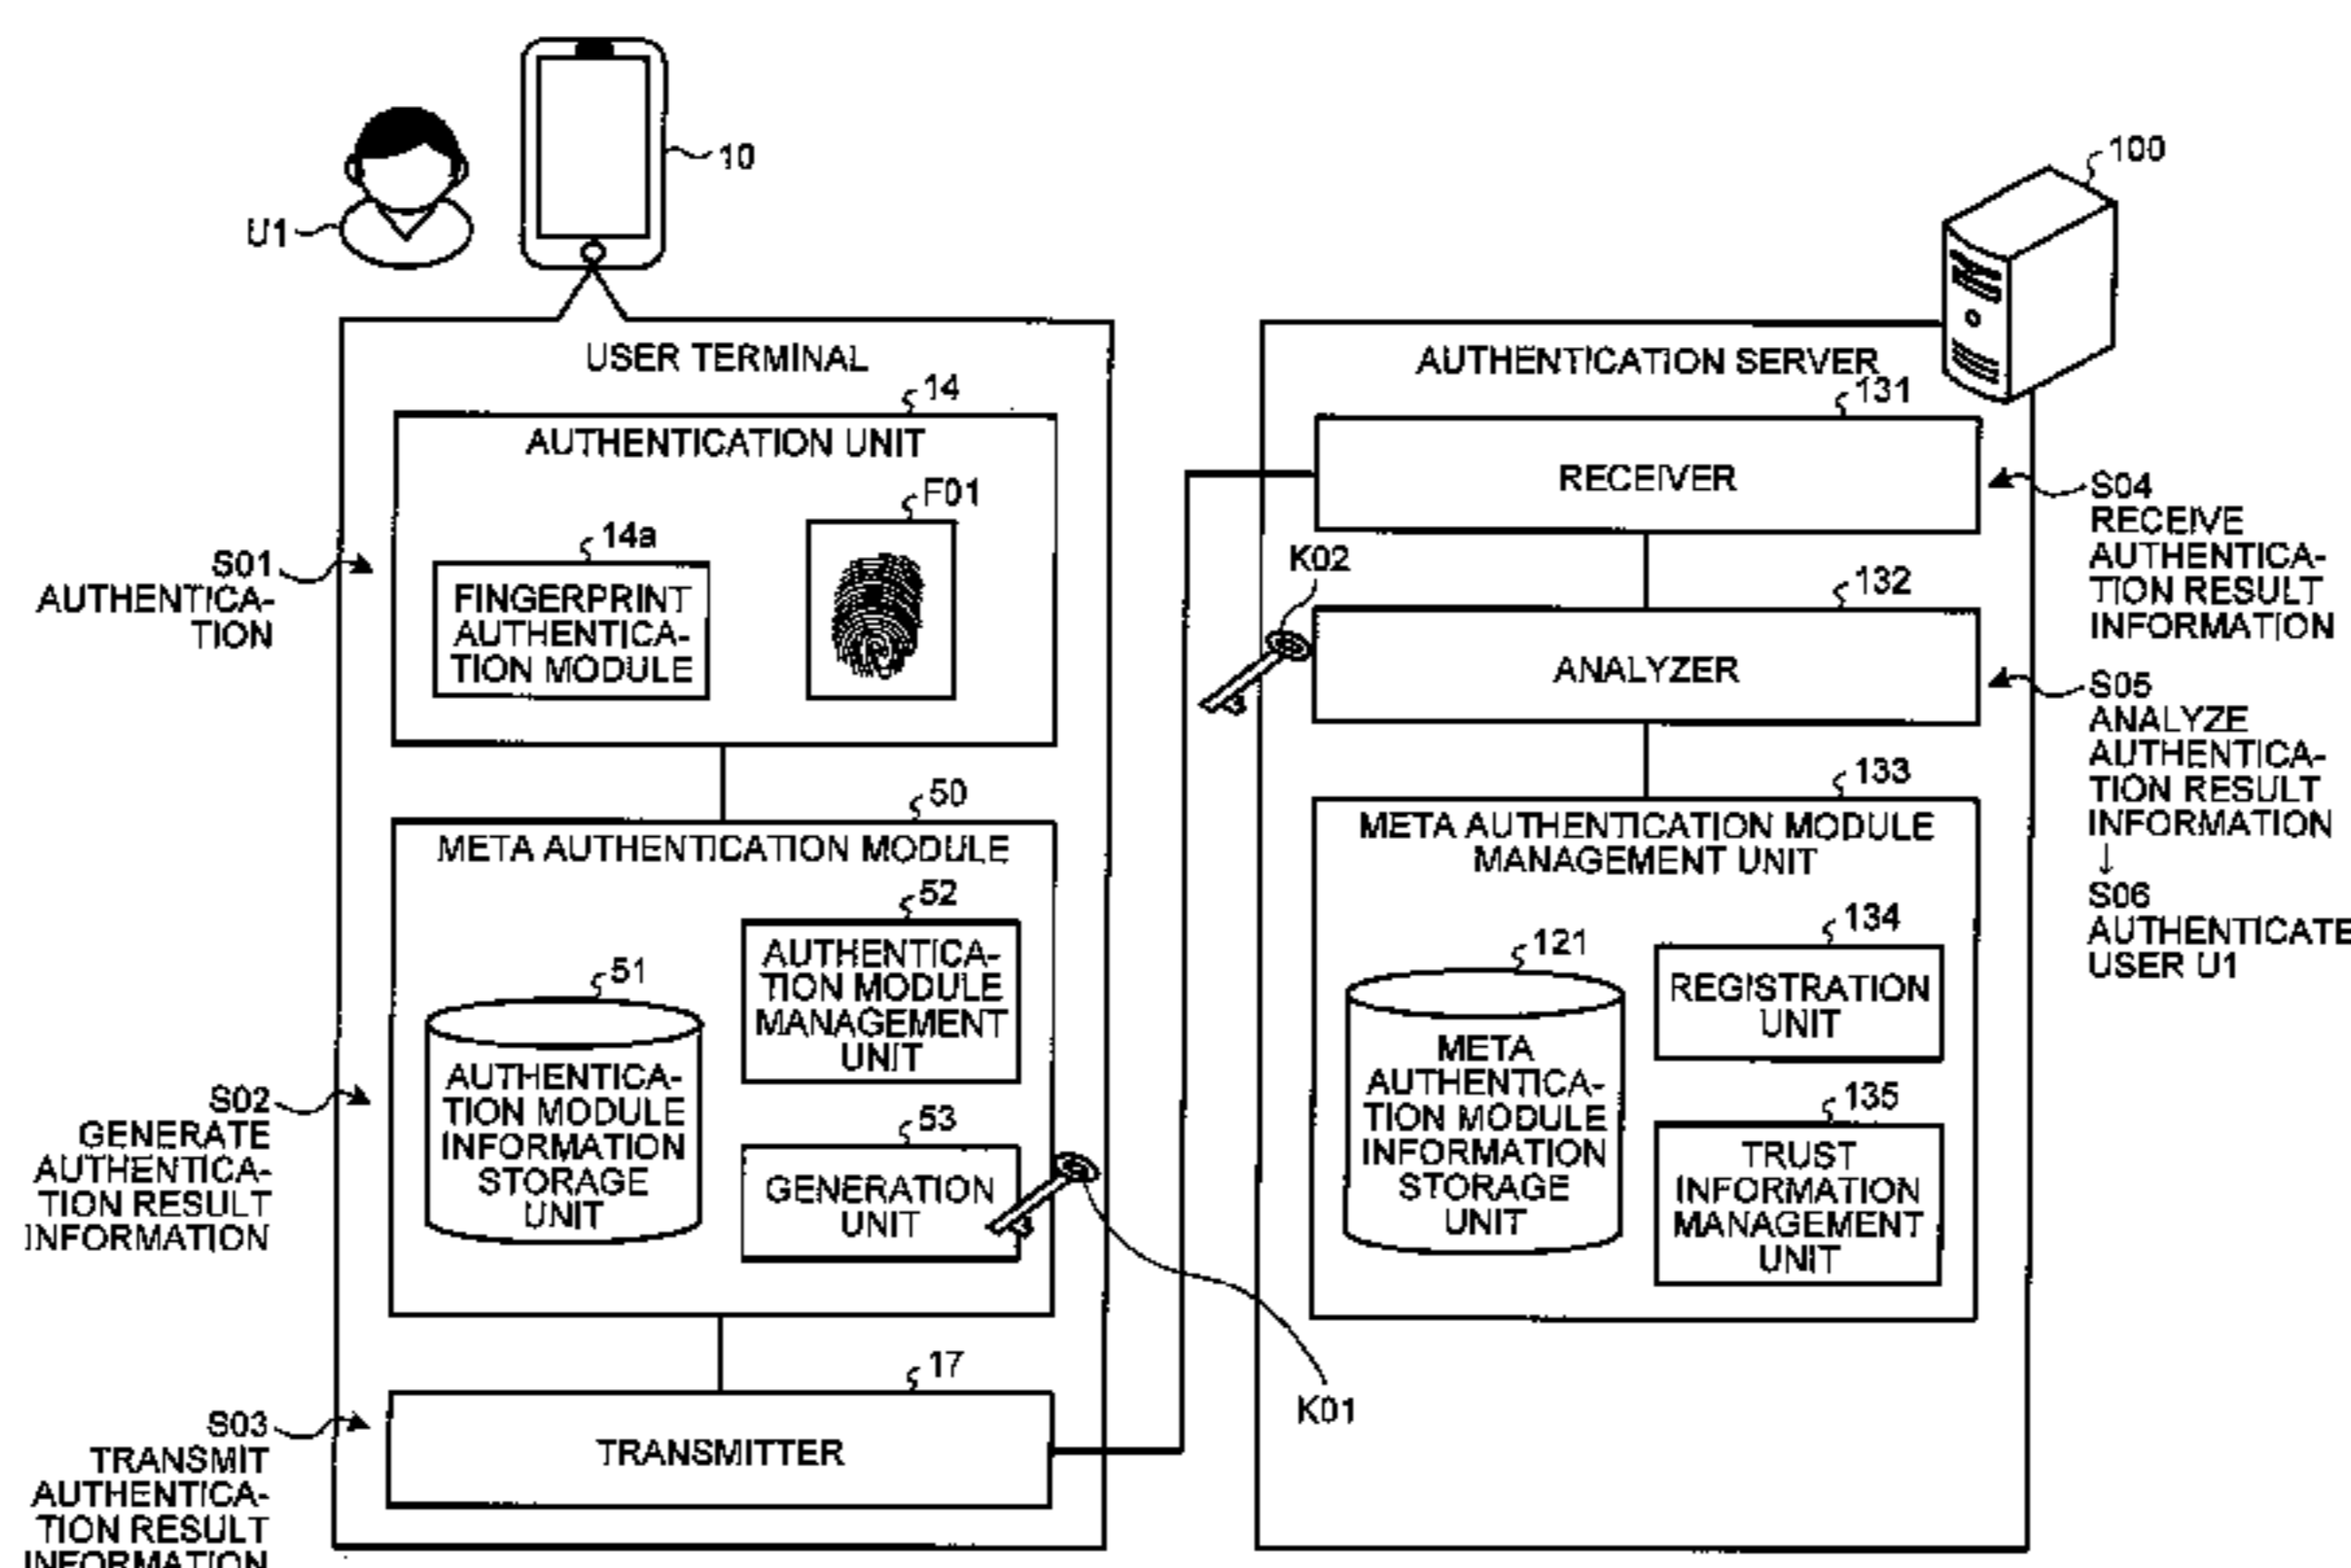 10
100
U1
USER TERMINAL
14
AUTHENTICATION UNIT
F01
14a
FINGERPRINT
AUTHENTICA-
TION MODULE
S01
AUTHENTICA-
TION
50
META AUTHENTICATION MODULE
52
AUTHENTICA-
TION MODULE
MANAGEMENT
UNIT
51
AUTHENTICA-
TION MODULE
INFORMATION
STORAGE
UNIT
53
GENERATION
UNIT
S02
GENERATE
AUTHENTICA-
TION RESULT
INFORMATION
K01
17
TRANSMITTER
S03
TRANSMIT
AUTHENTICA-
TION RESULT
INFORMATION
AUTHENTICATION SERVER
131
RECEIVER
S04
RECEIVE
AUTHENTICA-
TION RESULT
INFORMATION
K02
132
ANALYZER
S05
ANALYZE
AUTHENTICA-
TION RESULT
INFORMATION
↓
S06
AUTHENTICATE
USER U1
133
META AUTHENTICATION MODULE
MANAGEMENT UNIT
121
META
AUTHENTICA-
TION MODULE
INFORMATION
STORAGE
UNIT
134
REGISTRATION
UNIT
135
TRUST
INFORMATION
MANAGEMENT
UNIT